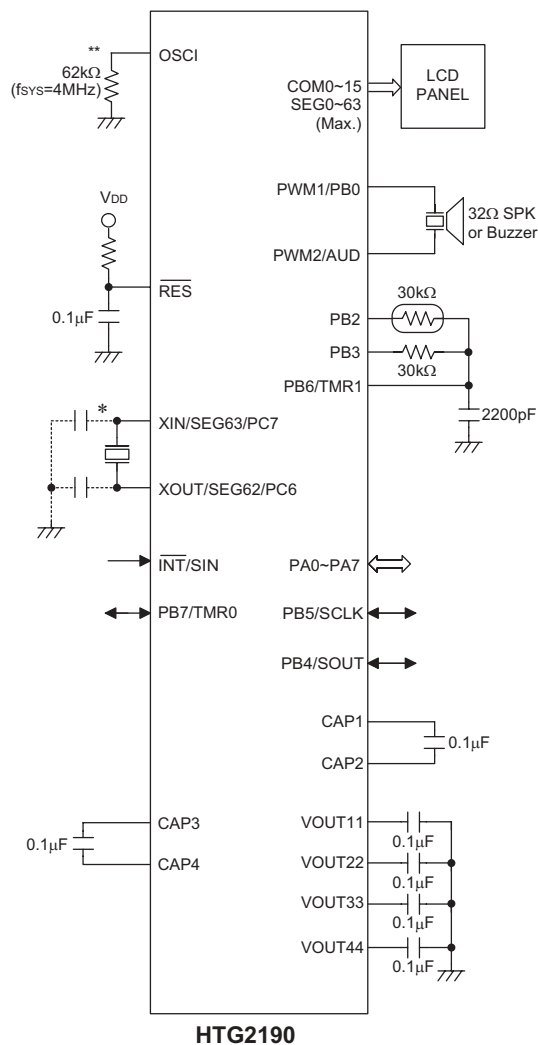 **
OSCI
62kΩ
(fSYS=4MHz)
COM0~15
SEG0~63
(Max.)
LCD
PANEL
VDD
PWM1/PB0
32Ω SPK
or Buzzer
PWM2/AUD
RES
0.1μF
30kΩ
PB2
PB3
30kΩ
PB6/TMR1
2200pF
*
XIN/SEG63/PC7
XOUT/SEG62/PC6
INT/SIN
PA0~PA7
PB7/TMR0
PB5/SCLK
PB4/SOUT
CAP1
0.1μF
CAP2
CAP3
0.1μF
CAP4
VOUT11
0.1μF
VOUT22
0.1μF
VOUT33
0.1μF
VOUT44
0.1μF
HTG2190